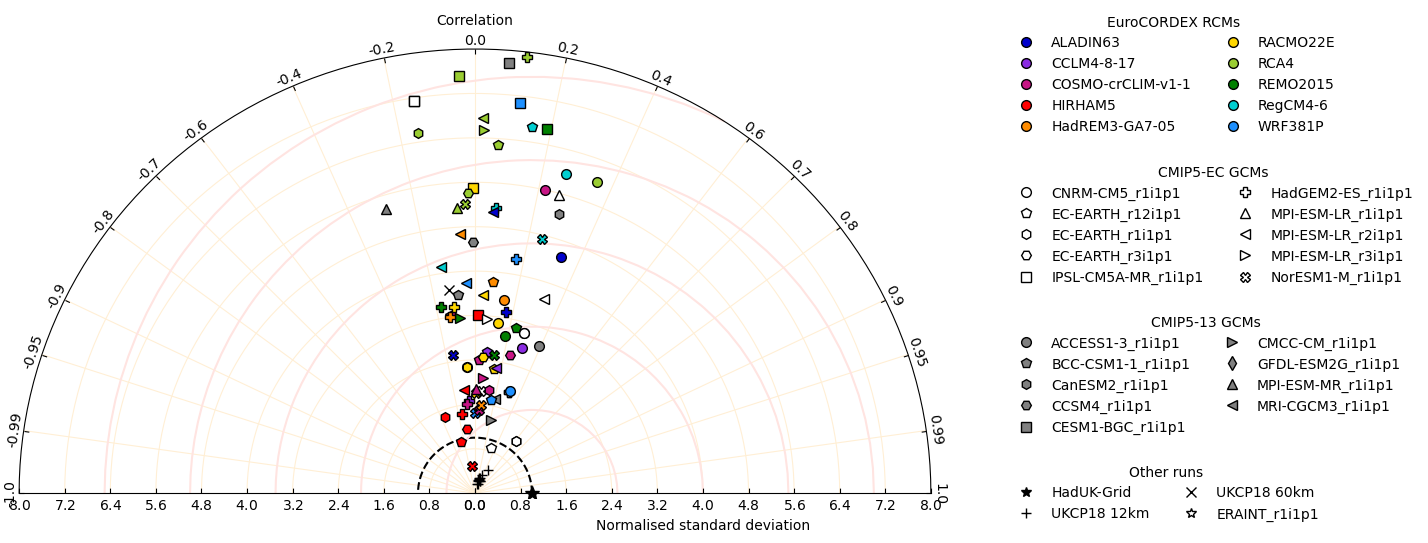 Correlation
-0.2 0.0 0.2
-0.4 0.4
-0.6 0.6
-0.7 0.7
-0.8 0.8
-0.9 0.9
-0.95 0.95
-0.99 0.99
-1.0 1.0
8.0 7.2 6.4 5.6 4.8 4.0 3.2 2.4 1.6 0.8 0.0 0.8 1.6 2.4 3.2 4.0 4.8 5.6 6.4 7.2 8.0
Normalised standard deviation
EuroCORDEX RCMs
ALADIN63 RACMO22E
CCLM4-8-17 RCA4
COSMO-crCLIM-v1-1 REMO2015
HIRHAM5 RegCM4-6
HadREM3-GA7-05 WRF381P
CMIP5-EC GCMs
CNRM-CM5_r1i1p1 HadGEM2-ES_r1i1p1
EC-EARTH_r12i1p1 MPI-ESM-LR_r1i1p1
EC-EARTH_r1i1p1 MPI-ESM-LR_r2i1p1
EC-EARTH_r3i1p1 MPI-ESM-LR_r3i1p1
IPSL-CM5A-MR_r1i1p1 NorESM1-M_r1i1p1
CMIP5-13 GCMs
ACCESS1-3_r1i1p1 CMCC-CM_r1i1p1
BCC-CSM1-1_r1i1p1 GFDL-ESM2G_r1i1p1
CanESM2_r1i1p1 MPI-ESM-MR_r1i1p1
CCSM4_r1i1p1 MRI-CGCM3_r1i1p1
CESM1-BGC_r1i1p1
Other runs
HadUK-Grid UKCP18 60km
UKCP18 12km ERAINT_r1i1p1